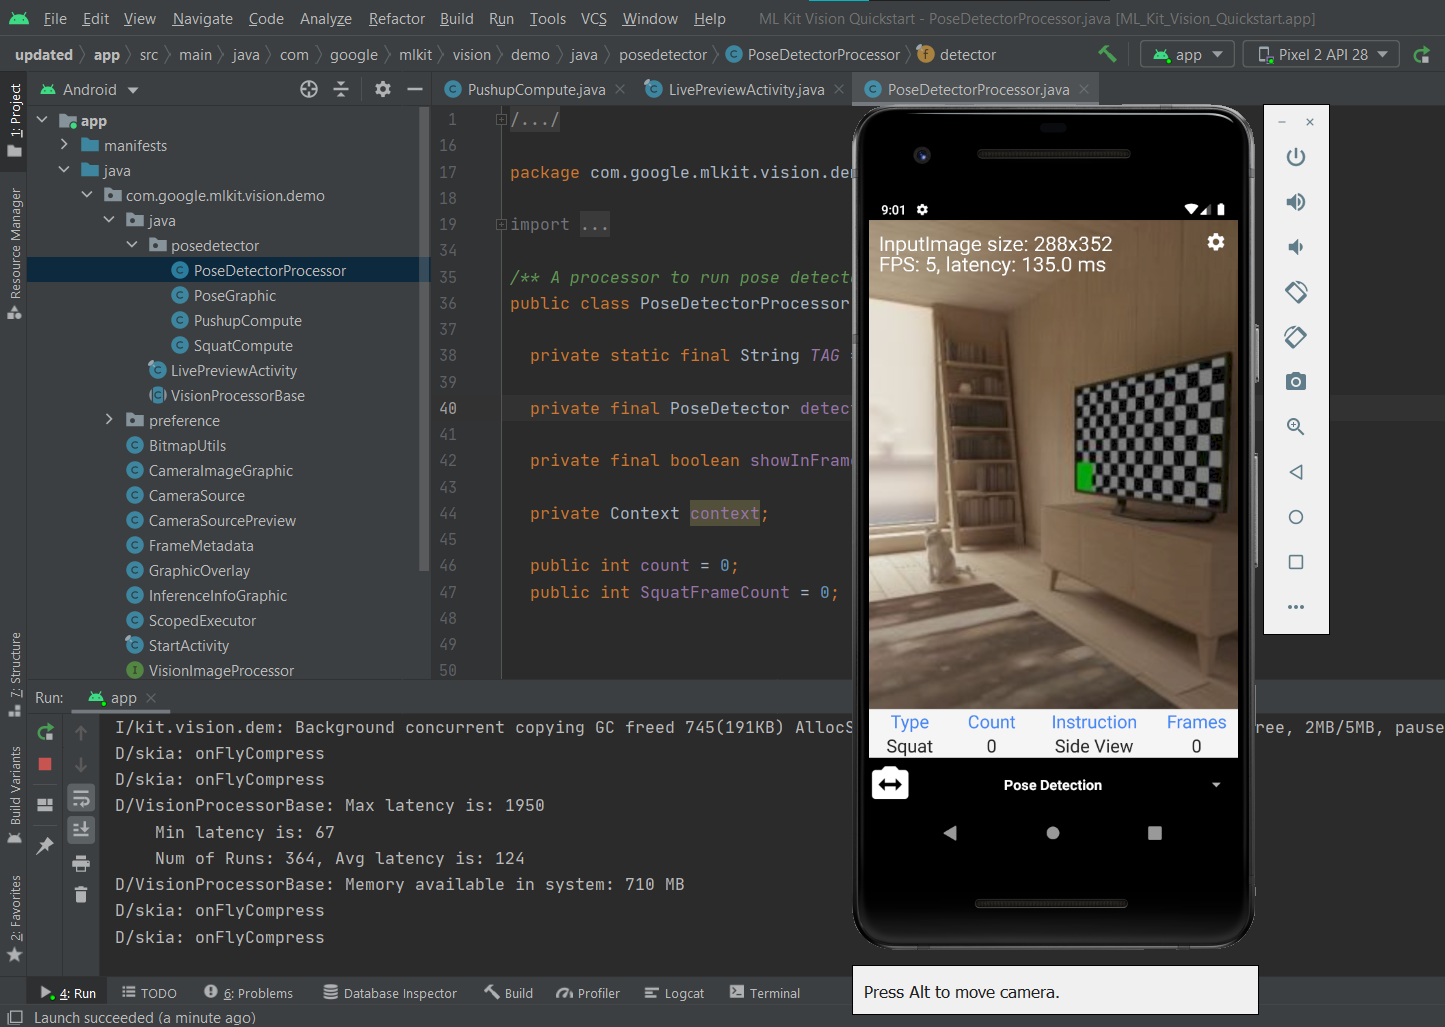 File Edit View Navigate Code Analyze Refactor Build Run Tools VCS Window Help ML Kit Vision Quickstart - PoseDetectorProcessor.java [ML_Kit_Vision_Quickstart.app]
updated app src main java com google mlkit vision demo java posedetector PoseDetectorProcessor detector app Pixel 2 API 28
Android
PushupCompute.java LivePreviewActivity.java PoseDetectorProcessor.java
1: Project
Resource Manager
7: Structure
Build Variants
2: Favorites
app
manifests
java
com.google.mlkit.vision.demo
java
posedetector
PoseDetectorProcessor
PoseGraphic
PushupCompute
SquatCompute
LivePreviewActivity
VisionProcessorBase
preference
BitmapUtils
CameraImageGraphic
CameraSource
CameraSourcePreview
FrameMetadata
GraphicOverlay
InferenceInfoGraphic
ScopedExecutor
StartActivity
VisionImageProcessor
1 /.../
16
17 package com.google.mlkit.vision.de
18
19 import ...
34
35 /** A processor to run pose detect
36 public class PoseDetectorProcessor
37
38 private static final String TAG =
39
40 private final PoseDetector detect
41
42 private final boolean showInFrame
43
44 private Context context;
45
46 public int count = 0;
47 public int SquatFrameCount = 0;
48
49
50
9:01
InputImage size: 288x352
FPS: 5, latency: 135.0 ms
Type Count Instruction Frames
Squat 0 Side View 0
Pose Detection
Press Alt to move camera.
Run: app
I/kit.vision.dem: Background concurrent copying GC freed 745(191KB) AllocS ree, 2MB/5MB, pause
D/skia: onFlyCompress
D/skia: onFlyCompress
D/VisionProcessorBase: Max latency is: 1950
Min latency is: 67
Num of Runs: 364, Avg latency is: 124
D/VisionProcessorBase: Memory available in system: 710 MB
D/skia: onFlyCompress
D/skia: onFlyCompress
4: Run TODO 6: Problems Database Inspector Build Profiler Logcat Terminal
Launch succeeded (a minute ago)